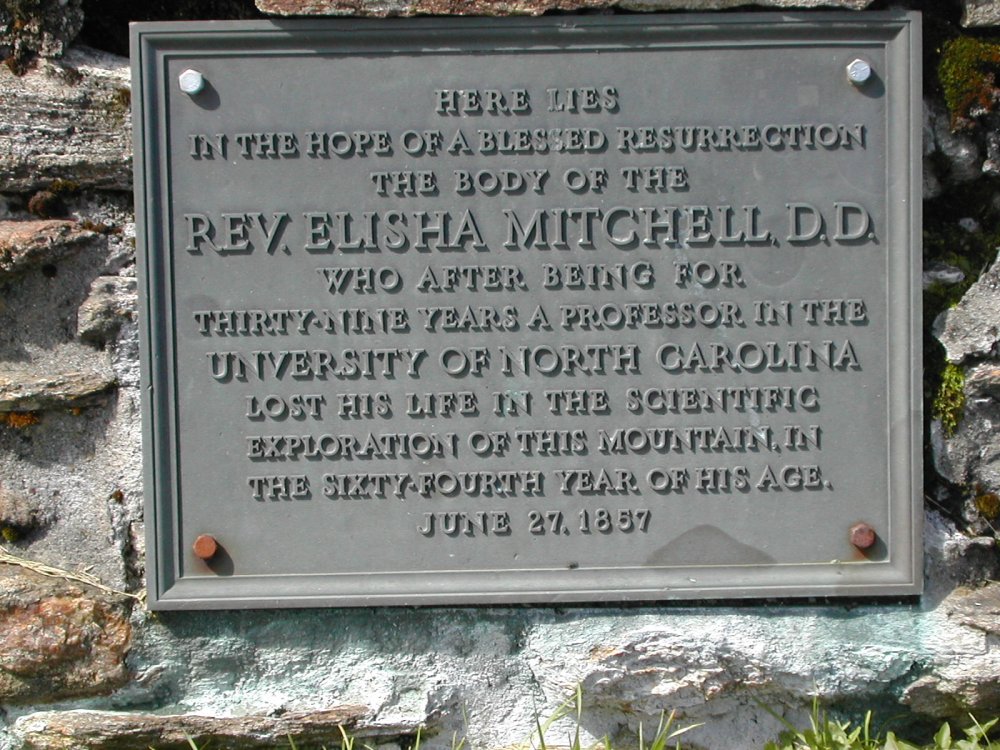 HERE LIES
IN THE HOPE OF A BLESSED RESURRECTION
THE BODY OF THE
REV. ELISHA MITCHELL, D.D.
WHO AFTER BEING FOR
THIRTY-NINE YEARS A PROFESSOR IN THE
UNVERSITY OF NORTH CAROLINA
LOST HIS LIFE IN THE SCIENTIFIC
EXPLORATION OF THIS MOUNTAIN, IN
THE SIXTY-FOURTH YEAR OF HIS AGE.
JUNE 27, 1857